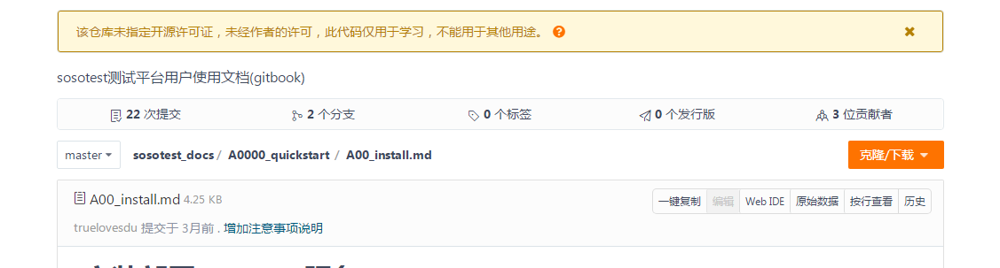 该仓库未指定开源许可证，未经作者的许可，此代码仅用于学习，不能用于其他用途。 ?
sosotest测试平台用户使用文档(gitbook)
22 次提交 2 个分支 0 个标签 0 个发行版 3 位贡献者
master sosotest_docs / A0000_quickstart / A00_install.md 克隆/下载
A00_install.md 4.25 KB 一键复制 编辑 Web IDE 原始数据 按行查看 历史
truelovesdu 提交于 3月前 . 增加注意事项说明